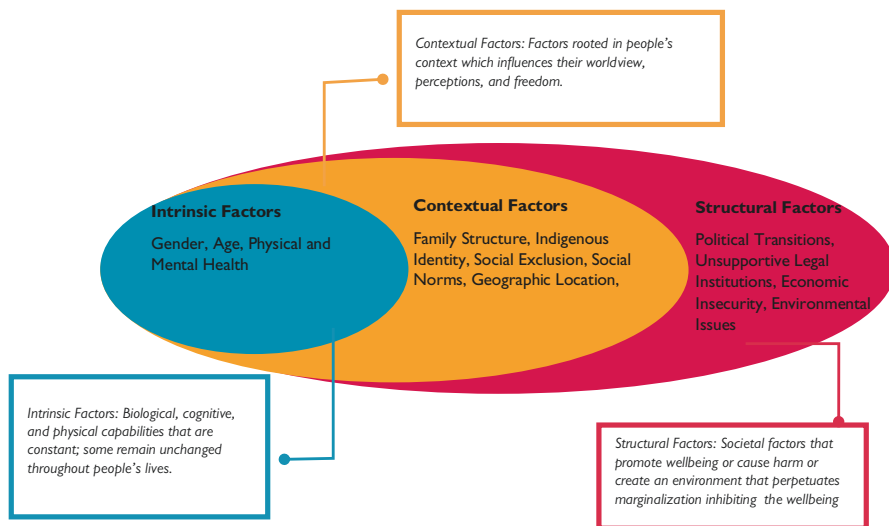 Contextual Factors: Factors rooted in people's
context which influences their worldview,
perceptions, and freedom.
Intrinsic Factors
Gender, Age, Physical and
Mental Health
Contextual Factors
Family Structure, Indigenous
Identity, Social Exclusion, Social
Norms, Geographic Location,
Structural Factors
Political Transitions,
Unsupportive Legal
Institutions, Economic
Insecurity, Environmental
Issues
Intrinsic Factors: Biological, cognitive,
and physical capabilities that are
constant; some remain unchanged
throughout people's lives.
Structural Factors: Societal factors that
promote wellbeing or cause harm or
create an environment that perpetuates
marginalization inhibiting the wellbeing